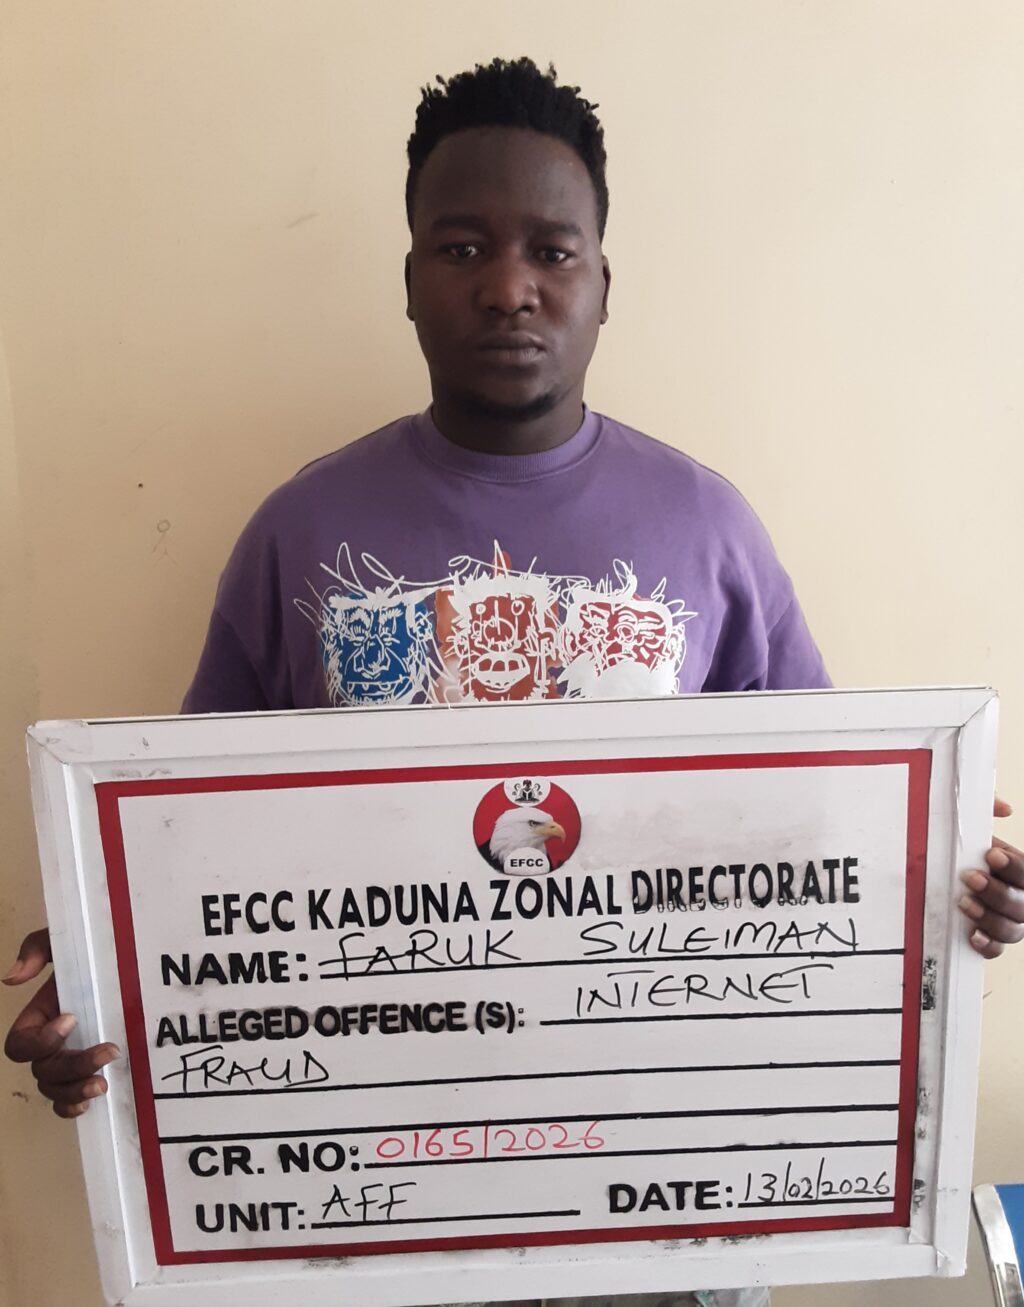 EFCC
EFCC KADUNA ZONAL DIRECTORATE
NAME: FARUK SULEIMAN
ALLEGED OFFENCE (S): INTERNET
FRAUD
CR. NO: 0165/2026
UNIT: AFF DATE: 13/02/2026